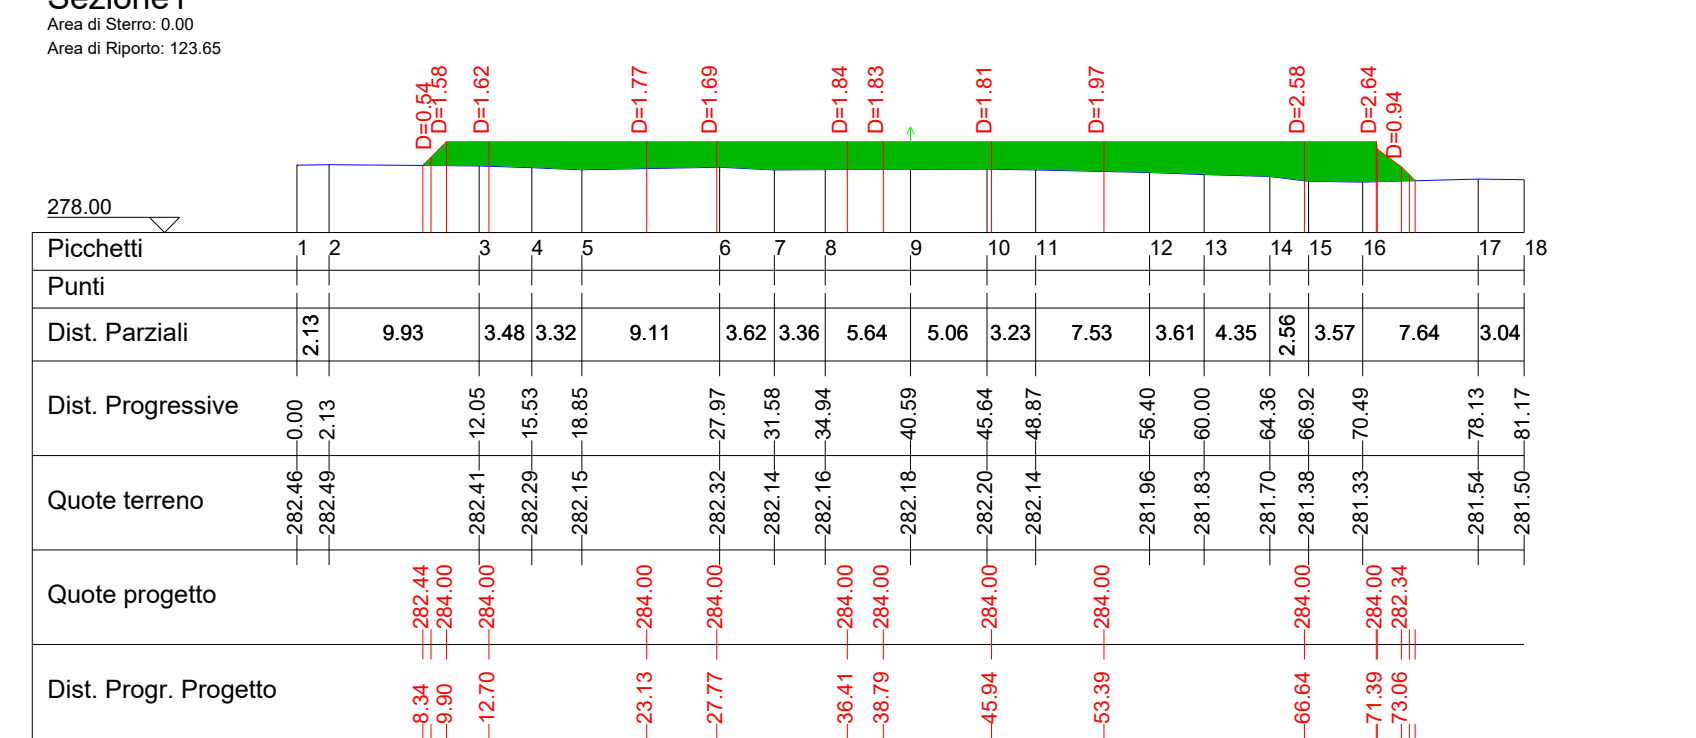 Sezione1
Area di Sterro: 0.00
Area di Riporto: 123.65
D=0.54 D=1.58 D=1.62 D=1.77 D=1.69 D=1.84 D=1.83 D=1.81 D=1.97 D=2.58 D=2.64 D=0.94
278.00
Picchetti 1 2 3 4 5 6 7 8 9 10 11 12 13 14 15 16 17 18
Punti
Dist. Parziali 2.13 9.93 3.48 3.32 9.11 3.62 3.36 5.64 5.06 3.23 7.53 3.61 4.35 2.56 3.57 7.64 3.04
Dist. Progressive 0.00 2.13 12.05 15.53 18.85 27.97 31.58 34.94 40.59 45.64 48.87 56.40 60.00 64.36 66.92 70.49 78.13 81.17
Quote terreno 282.46 282.49 282.41 282.29 282.15 282.32 282.14 282.16 282.18 282.20 282.14 281.96 281.83 281.70 281.38 281.33 281.54 281.50
Quote progetto 282.44 284.00 284.00 284.00 284.00 284.00 284.00 284.00 284.00 284.00 284.00 282.34
Dist. Progr. Progetto 8.34 9.90 12.70 23.13 27.77 36.41 38.79 45.94 53.39 66.64 71.39 73.06